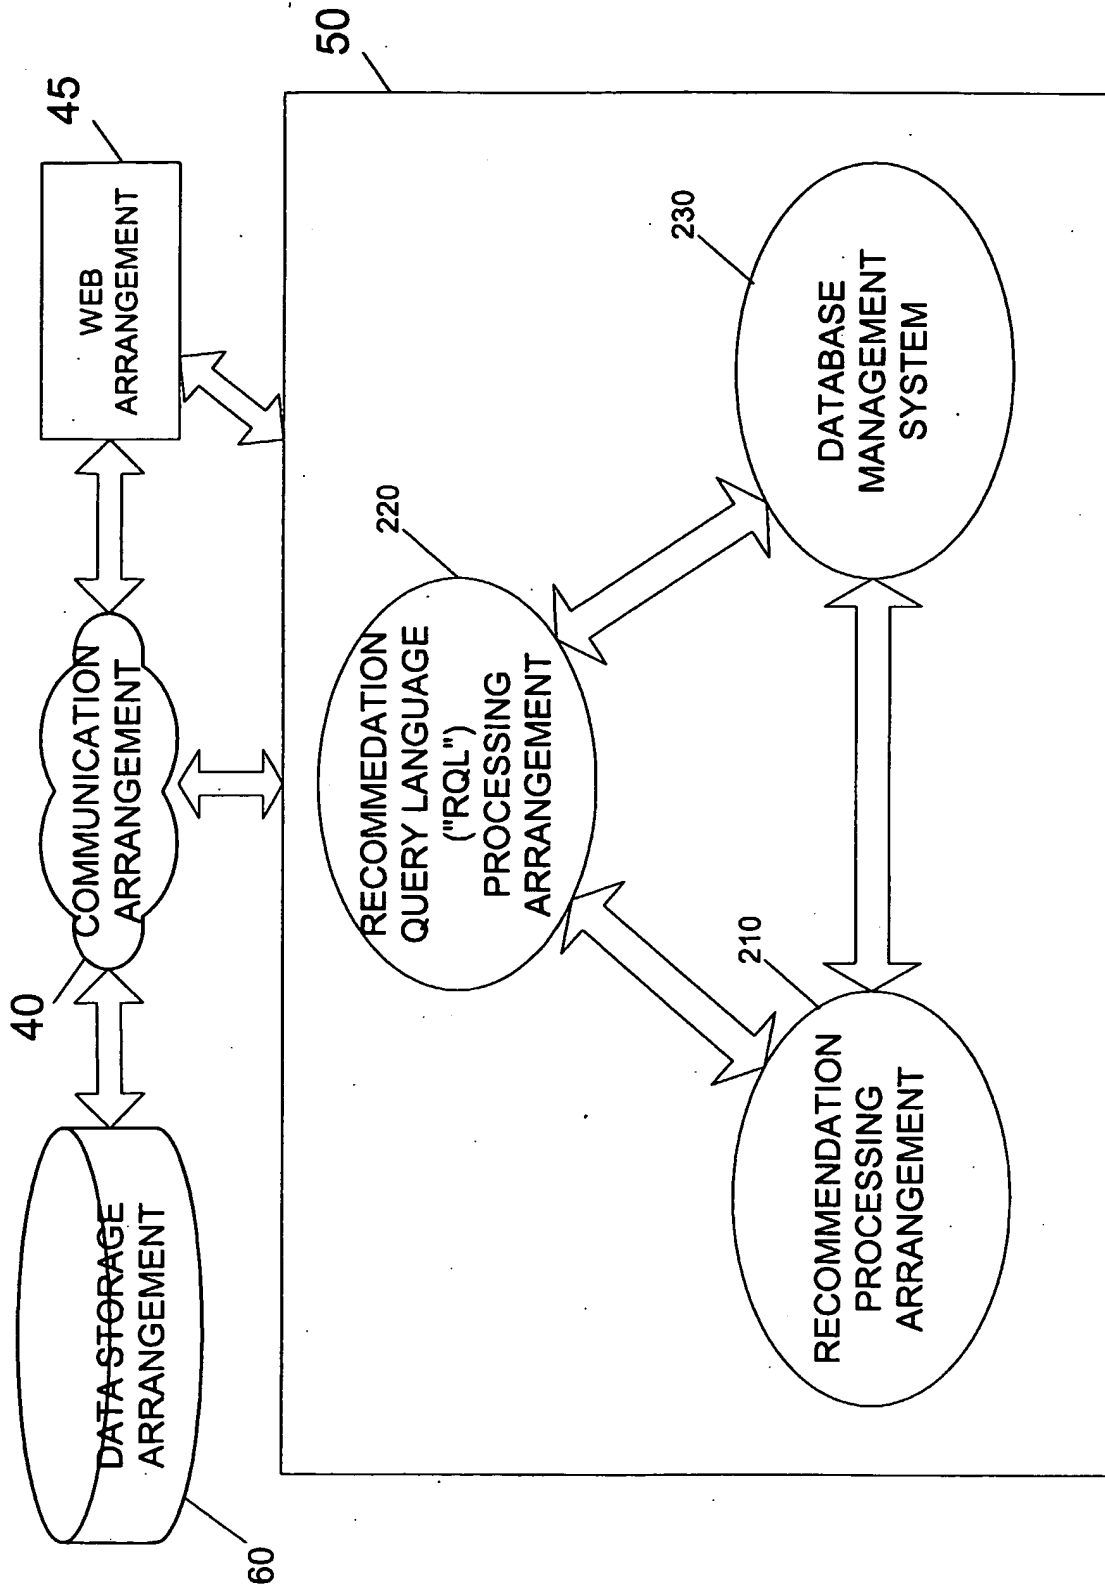 60
DATA STORAGE
ARRANGEMENT
40
COMMUNICATION
ARRANGEMENT
WEB
ARRANGEMENT
45
50
220
RECOMMEDATION
QUERY LANGUAGE
("RQL")
PROCESSING
ARRANGEMENT
210
RECOMMENDATION
PROCESSING
ARRANGEMENT
230
DATABASE
MANAGEMENT
SYSTEM